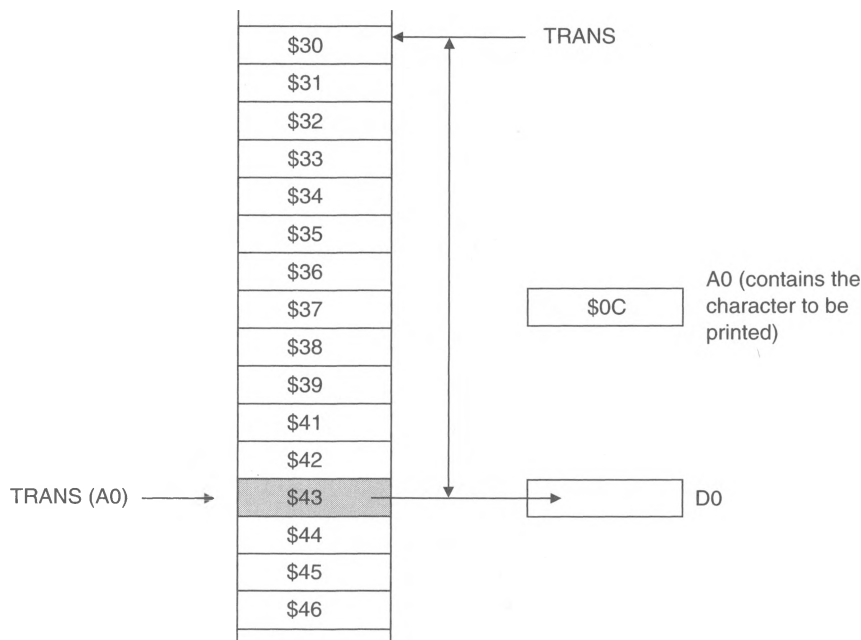 $30
TRANS
$31
$32
$33
$34
$35
$36
$37
$0C
A0 (contains the
character to be
printed)
$38
$39
$41
$42
TRANS (A0)
$43
D0
$44
$45
$46